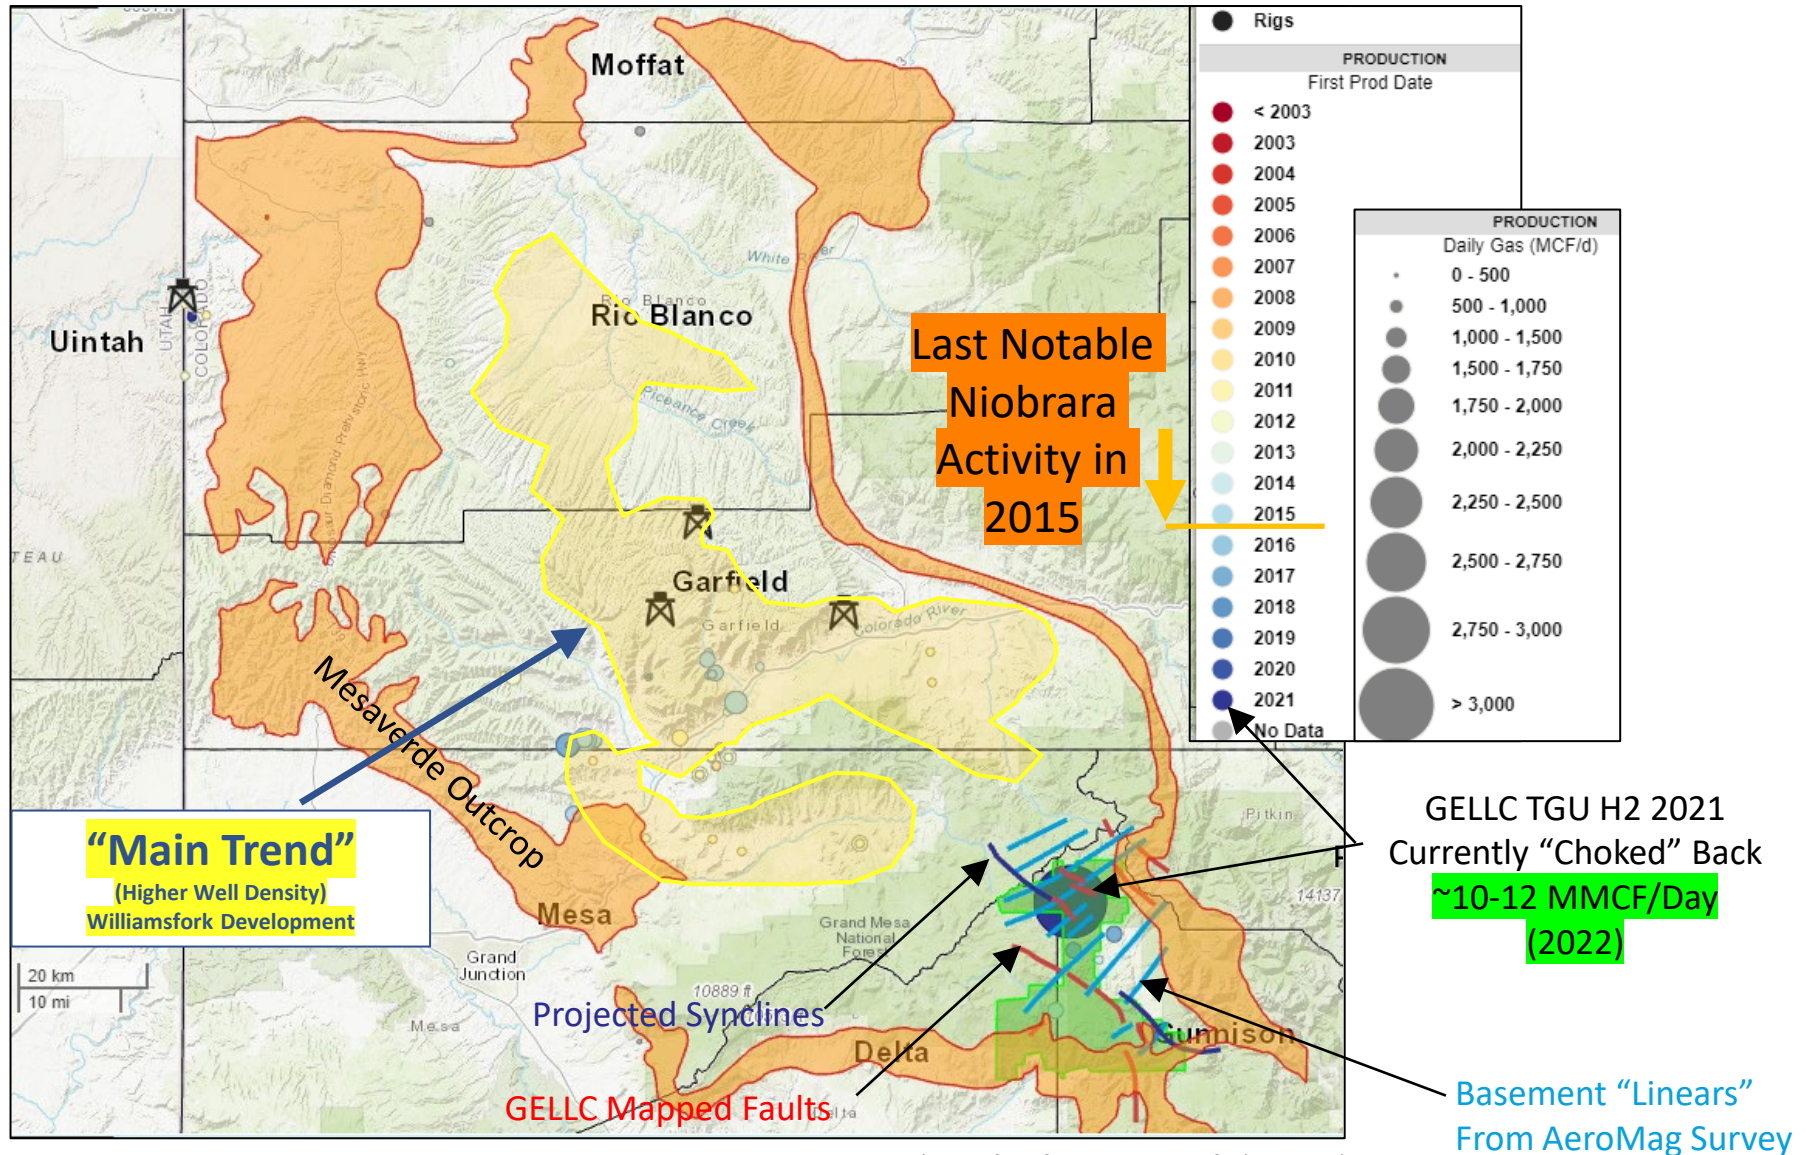 Moffat
Rigs
PRODUCTION
First Prod Date
< 2003
2003
2004
2005
2006
2007
2008
2009
2010
2011
2012
2013
2014
2015
2016
2017
2018
2019
2020
2021
No Data
PRODUCTION
Daily Gas (MCF/d)
0 - 500
500 - 1,000
1,000 - 1,500
1,500 - 1,750
1,750 - 2,000
2,000 - 2,250
2,250 - 2,500
2,500 - 2,750
2,750 - 3,000
> 3,000
White River
Rio Blanco
Rio Blanco
Uintah
UTAH
COLORADO
Piceance Creek
Last Notable
Niobrara
Activity in
2015
Garfield
Garfield
Colorado River
Mesaverde Outcrop
"Main Trend"
(Higher Well Density)
Williamsfork Development
Mesa
Grand
Junction
20 km
10 mi
Mesa
Pitkin
14137
Grand Mesa
National
Forest
10889 ft
GELLC TGU H2 2021
Currently "Choked" Back
~10-12 MMCF/Day
(2022)
Projected Synclines
Delta
Gunnison
GELLC Mapped Faults
Basement "Linears"
From AeroMag Survey